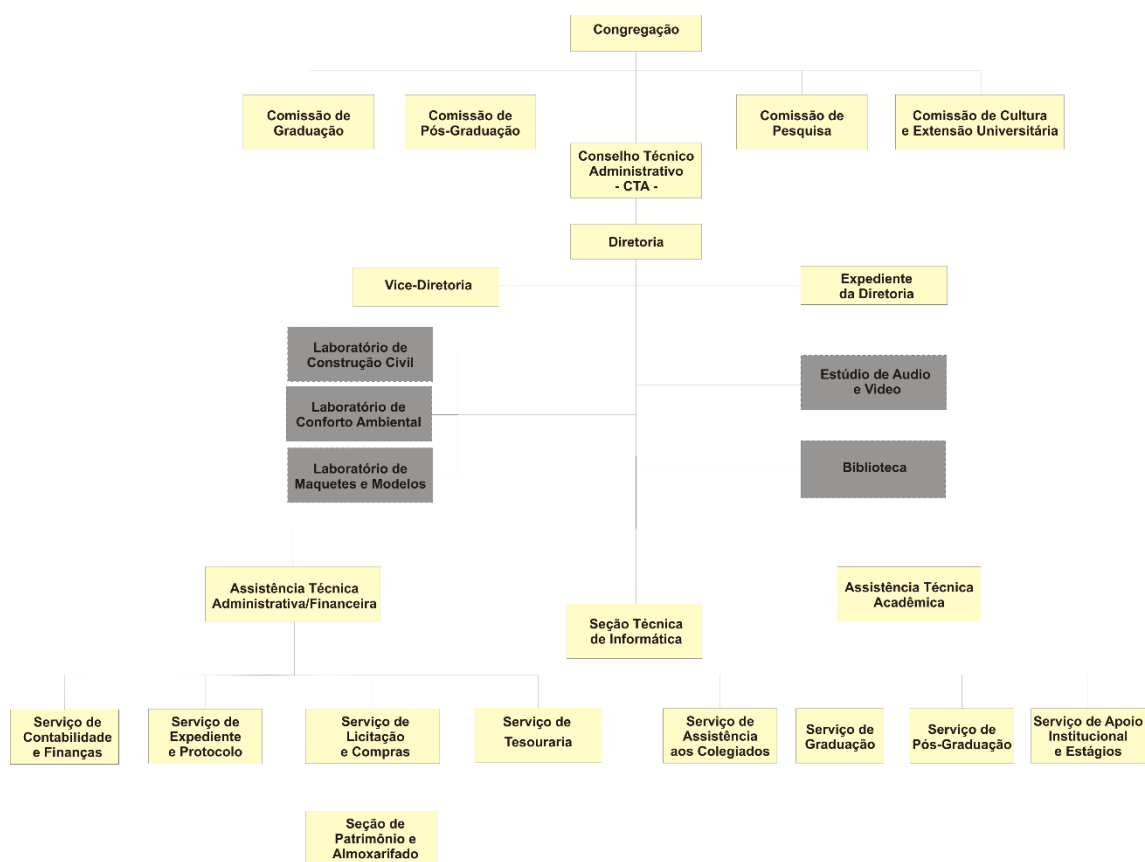 Congregação
Comissão de
Graduação
Comissão de
Pós-Graduação
Comissão de
Pesquisa
Comissão de Cultura
e Extensão Universitária
Conselho Técnico
Administrativo
- CTA -
Diretoria
Vice-Diretoria
Expediente
da Diretoria
Laboratório de
Construção Civil
Laboratório de
Conforto Ambiental
Laboratório de
Maquetes e Modelos
Estúdio de Audio
e Video
Biblioteca
Assistência Técnica
Administrativa/Financeira
Seção Técnica
de Informática
Assistência Técnica
Acadêmica
Serviço de
Contabilidade
e Finanças
Serviço de
Expediente
e Protocolo
Serviço de
Licitação
e Compras
Serviço de
Tesouraria
Serviço de
Assistência
aos Colegiados
Serviço de
Graduação
Serviço de
Pós-Graduação
Serviço de Apoio
Institucional
e Estágios
Seção de
Patrimônio e
Almoxarifado